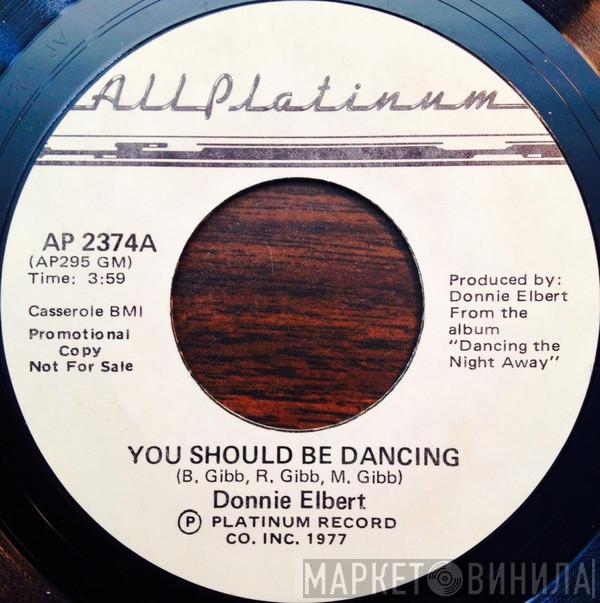 All Platinum
AP 2374A
(AP295 GM)
Time: 3:59
Casserole BMI
Promotional
Copy
Not For Sale
Produced by:
Donnie Elbert
From the
album
"Dancing the
Night Away"
YOU SHOULD BE DANCING
(B. Gibb, R. Gibb, M. Gibb)
Donnie Elbert
Ⓟ PLATINUM RECORD
CO. INC. 1977
МАРКЕТ ВИНИЛА